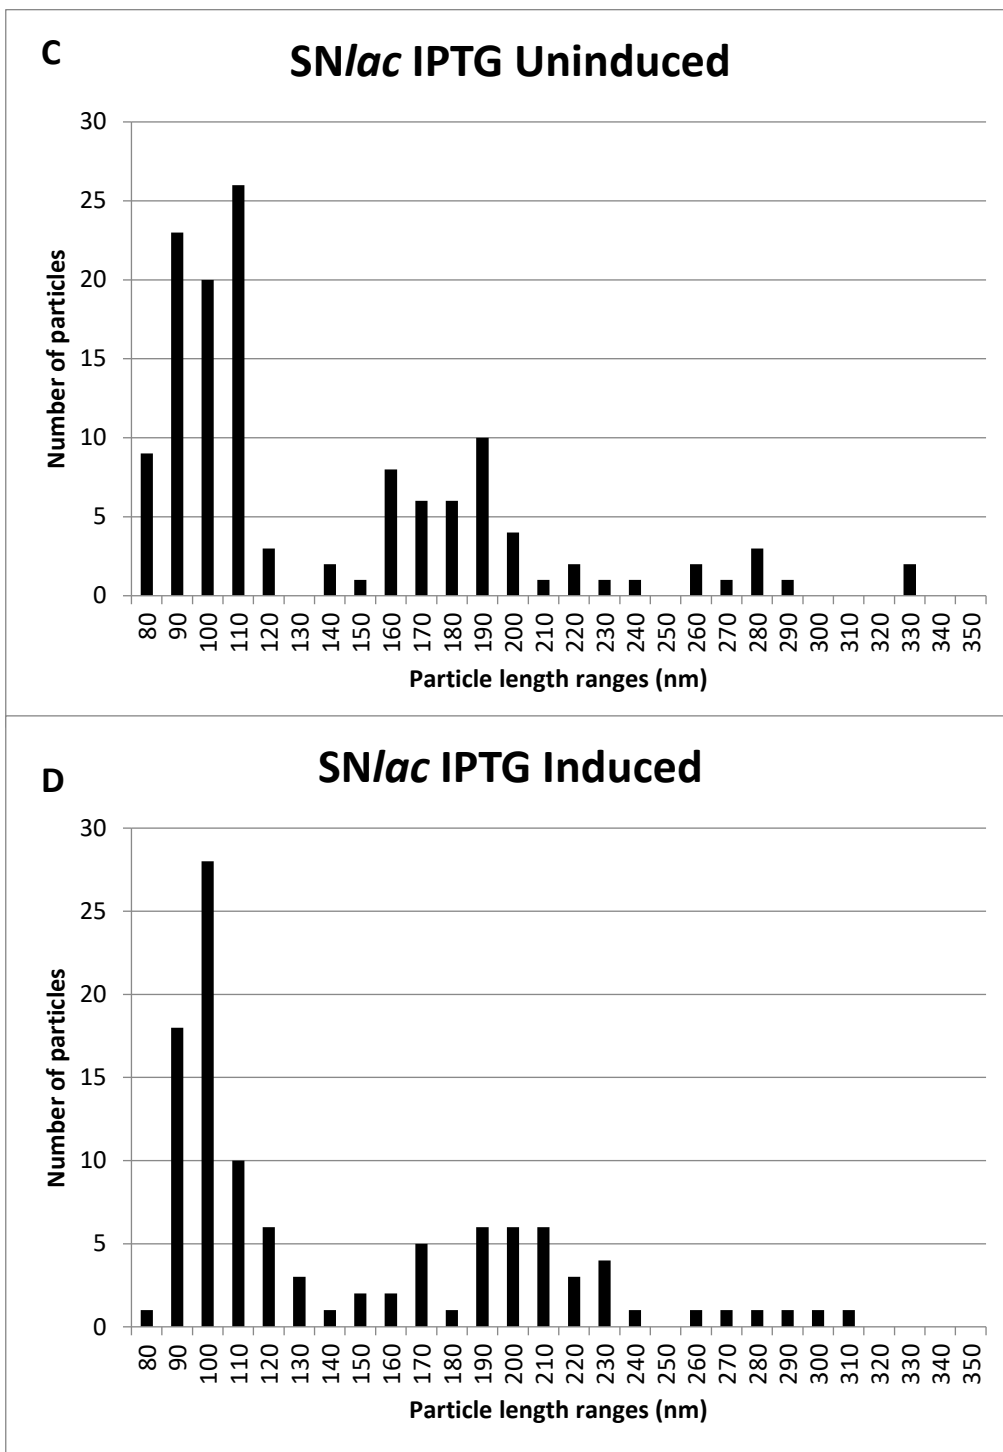 C
SNlac IPTG Uninduced
30
25
20
15
10
5
0
Number of particles
80 90 100 110 120 130 140 150 160 170 180 190 200 210 220 230 240 250 260 270 280 290 300 310 320 330 340 350
Particle length ranges (nm)
D
SNlac IPTG Induced
30
25
20
15
10
5
0
Number of particles
80 90 100 110 120 130 140 150 160 170 180 190 200 210 220 230 240 250 260 270 280 290 300 310 320 330 340 350
Particle length ranges (nm)